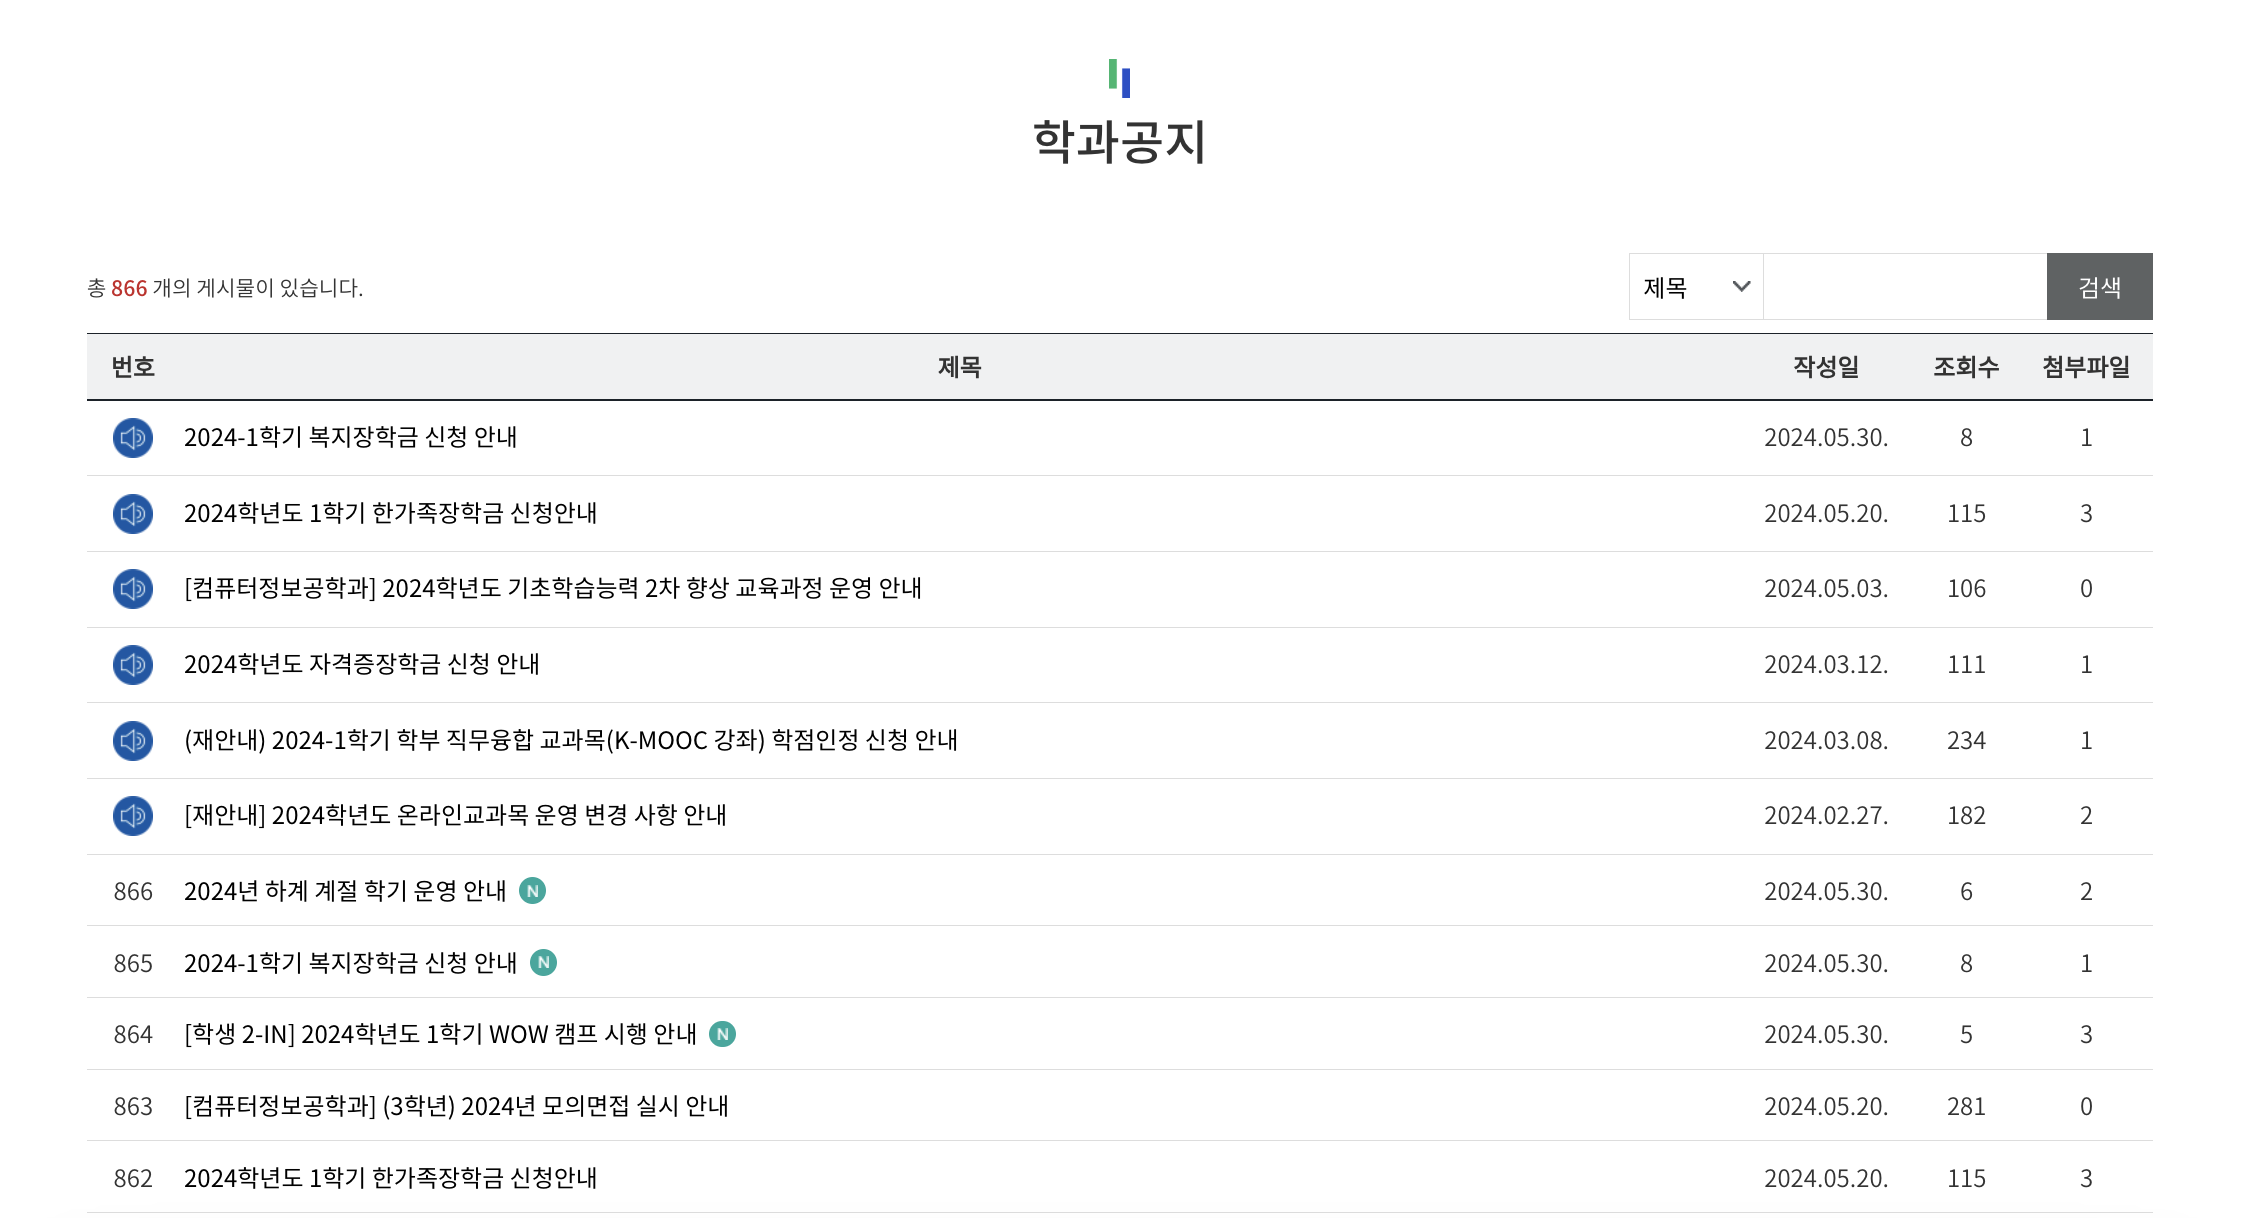 학과공지
총 866 개의 게시물이 있습니다.
제목 검색
번호 제목 작성일 조회수 첨부파일
2024-1학기 복지장학금 신청 안내 2024.05.30. 8 1
2024학년도 1학기 한가족장학금 신청안내 2024.05.20. 115 3
[컴퓨터정보공학과] 2024학년도 기초학습능력 2차 향상 교육과정 운영 안내 2024.05.03. 106 0
2024학년도 자격증장학금 신청 안내 2024.03.12. 111 1
(재안내) 2024-1학기 학부 직무융합 교과목(K-MOOC 강좌) 학점인정 신청 안내 2024.03.08. 234 1
[재안내] 2024학년도 온라인교과목 운영 변경 사항 안내 2024.02.27. 182 2
866 2024년 하계 계절 학기 운영 안내 N 2024.05.30. 6 2
865 2024-1학기 복지장학금 신청 안내 N 2024.05.30. 8 1
864 [학생 2-IN] 2024학년도 1학기 WOW 캠프 시행 안내 N 2024.05.30. 5 3
863 [컴퓨터정보공학과] (3학년) 2024년 모의면접 실시 안내 2024.05.20. 281 0
862 2024학년도 1학기 한가족장학금 신청안내 2024.05.20. 115 3